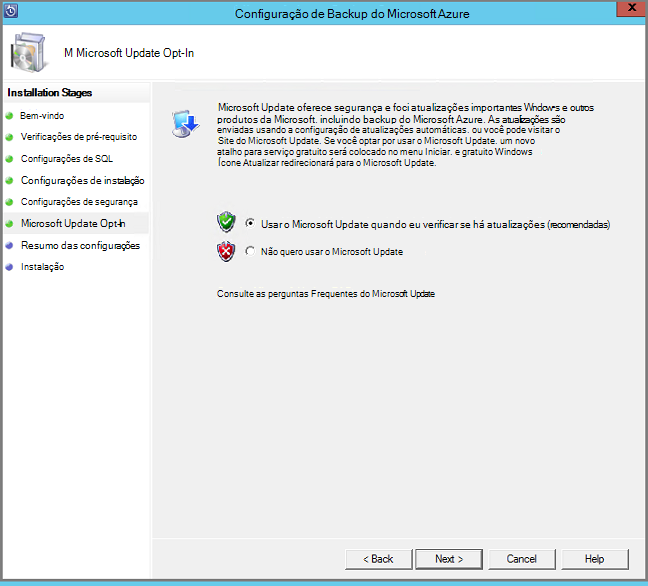 Configuração de Backup do Microsoft Azure
X
M Microsoft Update Opt-In
Installation Stages
Bem-vindo
Verificações de pré-requisito
Configurações de SQL
Configurações de instalação
Configurações de segurança
Microsoft Update Opt-In
Resumo das configurações
Instalação
Microsoft Update oferece segurança e foci atualizações importantes Windows e outros
produtos da Microsoft. incluindo backup do Microsoft Azure. As atualizações são
enviadas usando a configuração de atualizações automáticas. ou você pode visitar o
Site do Microsoft Update. Se você optar por usar o Microsoft Update. um novo
atalho para serviço gratuito será colocado no menu Iniciar. e gratuito Windows
Ícone Atualizar redirecionará para o Microsoft Update.
Usar o Microsoft Update quando eu verificar se há atualizações (recomendadas)
Não quero usar o Microsoft Update
Consulte as perguntas Frequentes do Microsoft Update
< Back
Next >
Cancel
Help